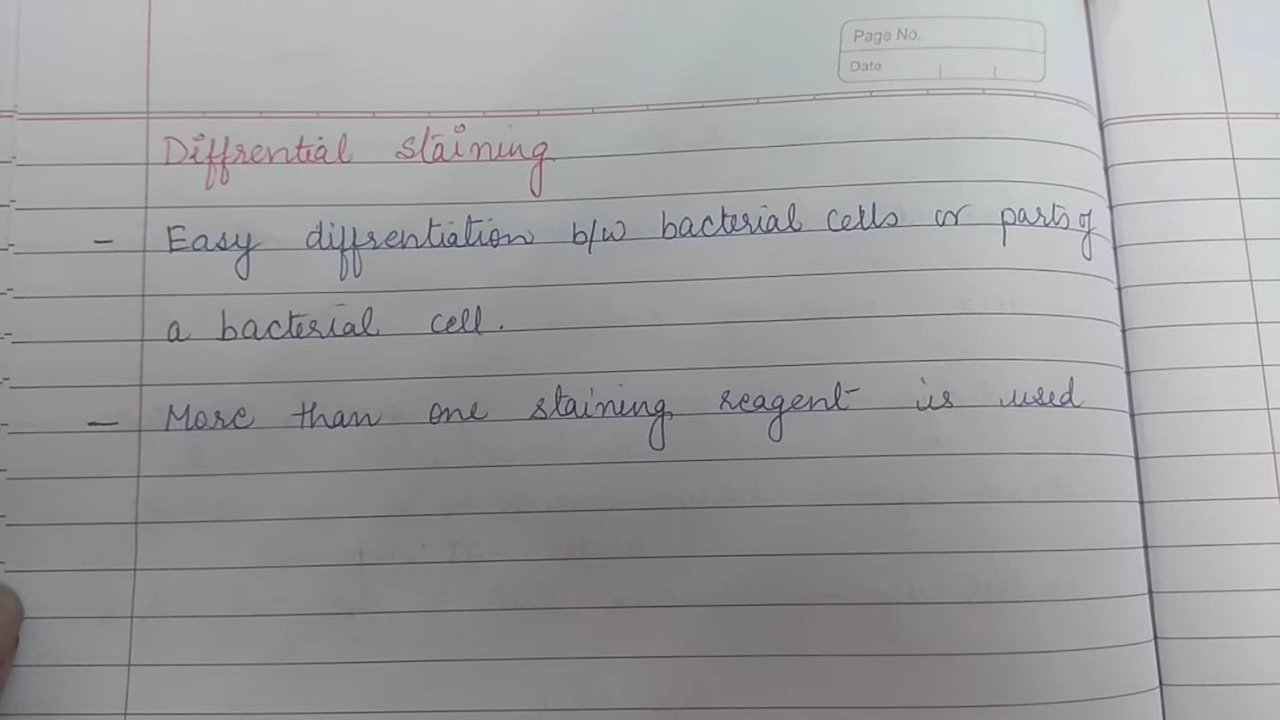 Page No.
Date
Diffrential staining
- Easy diffrentiation b/w bacterial cells or parts of
a bacterial cell.
- More than one staining reagent is used